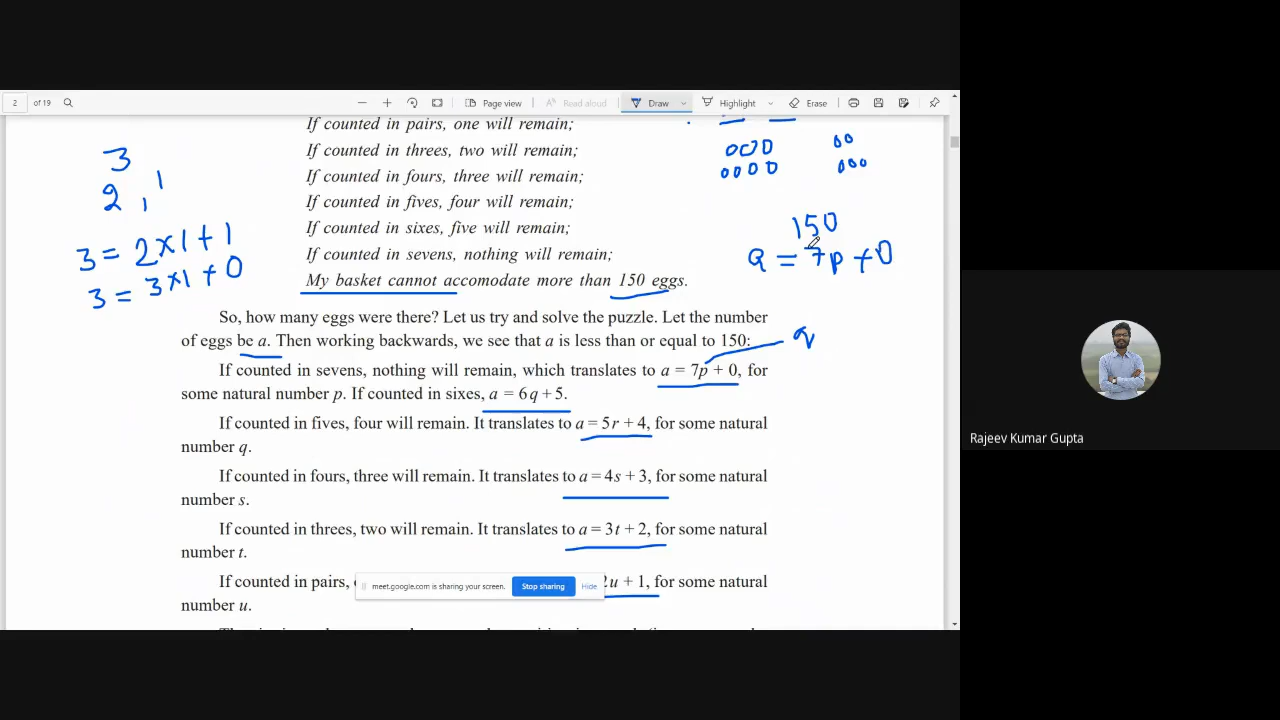 2 of 19 Page view Read aloud Draw Highlight Erase
If counted in pairs, one will remain;
If counted in threes, two will remain;
If counted in fours, three will remain;
If counted in fives, four will remain;
If counted in sixes, five will remain;
If counted in sevens, nothing will remain;
My basket cannot accomodate more than 150 eggs.
3
2, 1
1
3 = 2×1+1
3 = 3×1+0
150
a = 7p + 0
So, how many eggs were there? Let us try and solve the puzzle. Let the number
of eggs be a. Then working backwards, we see that a is less than or equal to 150:
If counted in sevens, nothing will remain, which translates to a = 7p + 0, for
some natural number p. If counted in sixes, a = 6q + 5.
If counted in fives, four will remain. It translates to a = 5r + 4, for some natural
number q.
If counted in fours, three will remain. It translates to a = 4s + 3, for some natural
number s.
If counted in threes, two will remain. It translates to a = 3t + 2, for some natural
number t.
If counted in pairs, 2u + 1, for some natural
number u.
meet.google.com is sharing your screen. Stop sharing Hide
Rajeev Kumar Gupta